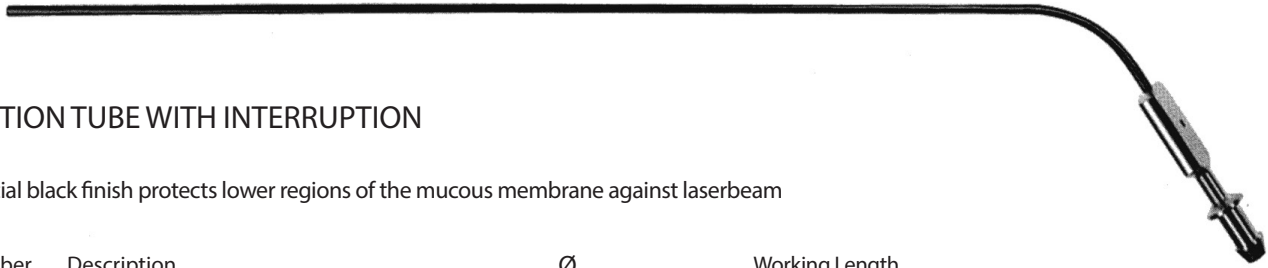 TION TUBE WITH INTERRUPTION
cial black finish protects lower regions of the mucous membrane against laserbeam
ber Description Ø Working Length